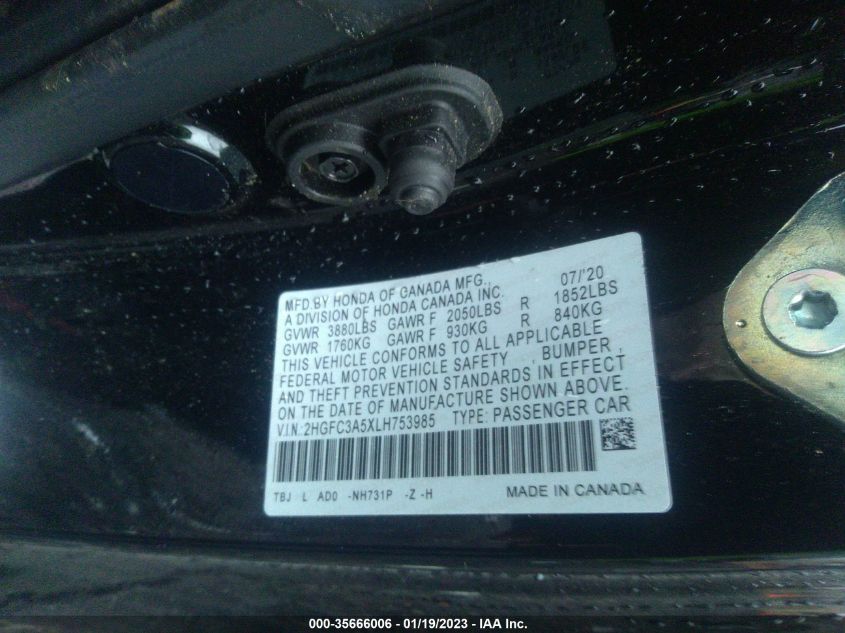 MFD.BY HONDA OF CANADA MFG., 07/'20
A DIVISION OF HONDA CANADA INC.
GVWR 3880LBS GAWR F 2050LBS R 1852LBS
GVWR 1760KG GAWR F 930KG R 840KG
THIS VEHICLE CONFORMS TO ALL APPLICABLE
FEDERAL MOTOR VEHICLE SAFETY , BUMPER ,
AND THEFT PREVENTION STANDARDS IN EFFECT
ON THE DATE OF MANUFACTURE SHOWN ABOVE.
V.I.N.:2HGFC3A5XLH753985 TYPE: PASSENGER CAR
TBJ L AD0 -NH731P -Z -H MADE IN CANADA
000-35666006 - 01/19/2023 - IAA Inc.